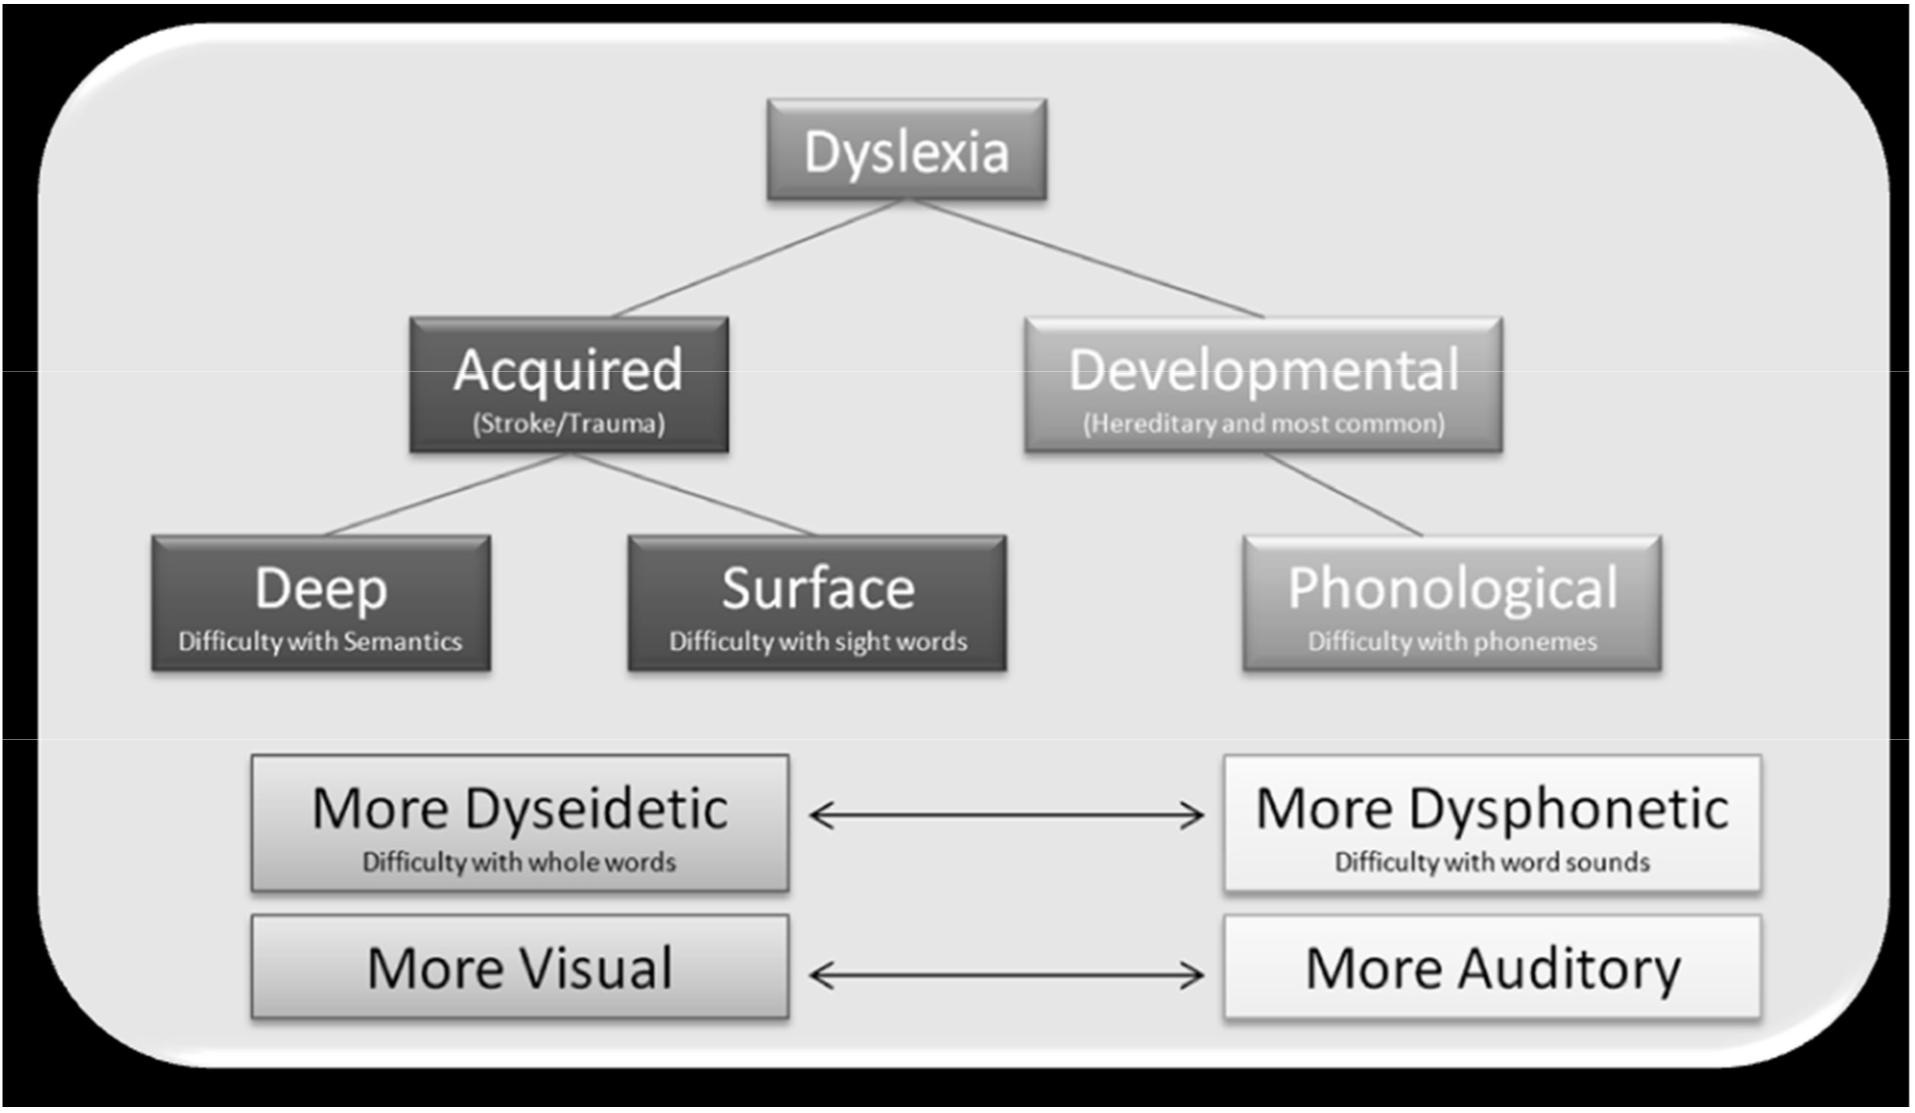 Dyslexia
Acquired
(Stroke/Trauma)
Developmental
(Hereditary and most common)
Deep
Difficulty with Semantics
Surface
Difficulty with sight words
Phonological
Difficulty with phonemes
More Dyseidetic
Difficulty with whole words
More Dysphonetic
Difficulty with word sounds
More Visual
More Auditory